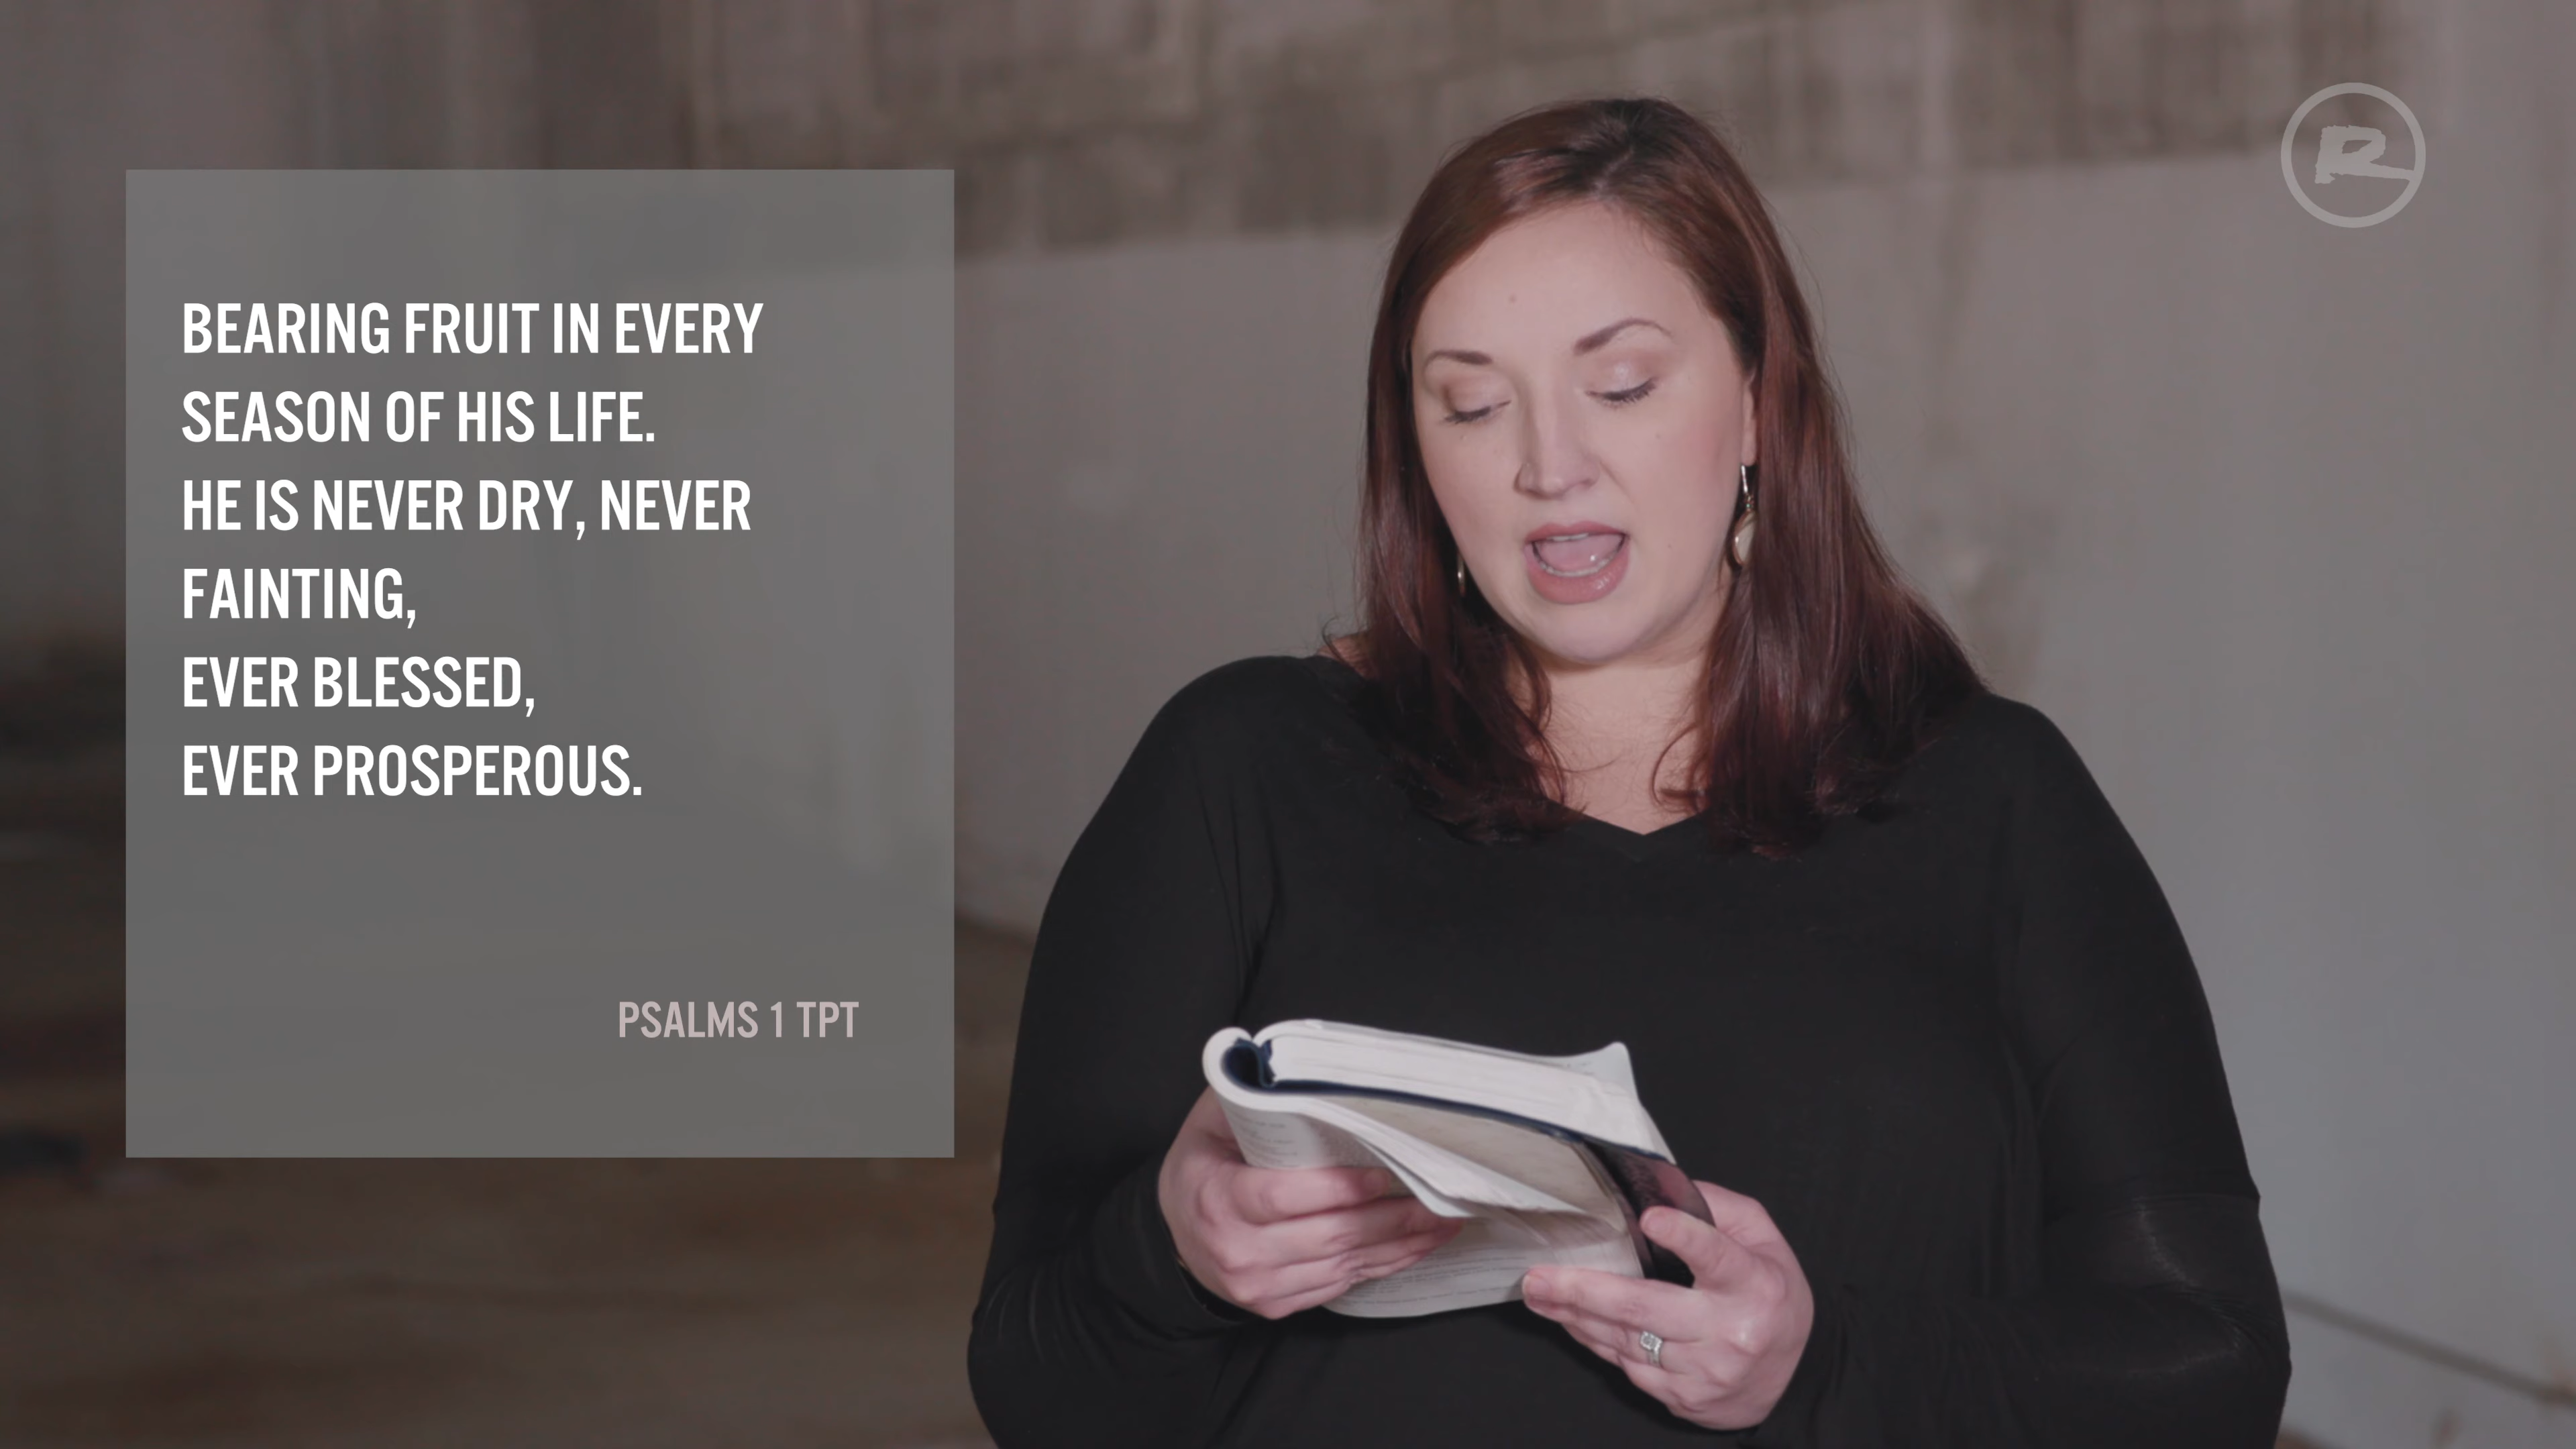 BEARING FRUIT IN EVERY
SEASON OF HIS LIFE.
HE IS NEVER DRY, NEVER
FAINTING,
EVER BLESSED,
EVER PROSPEROUS.
PSALMS 1 TPT
R